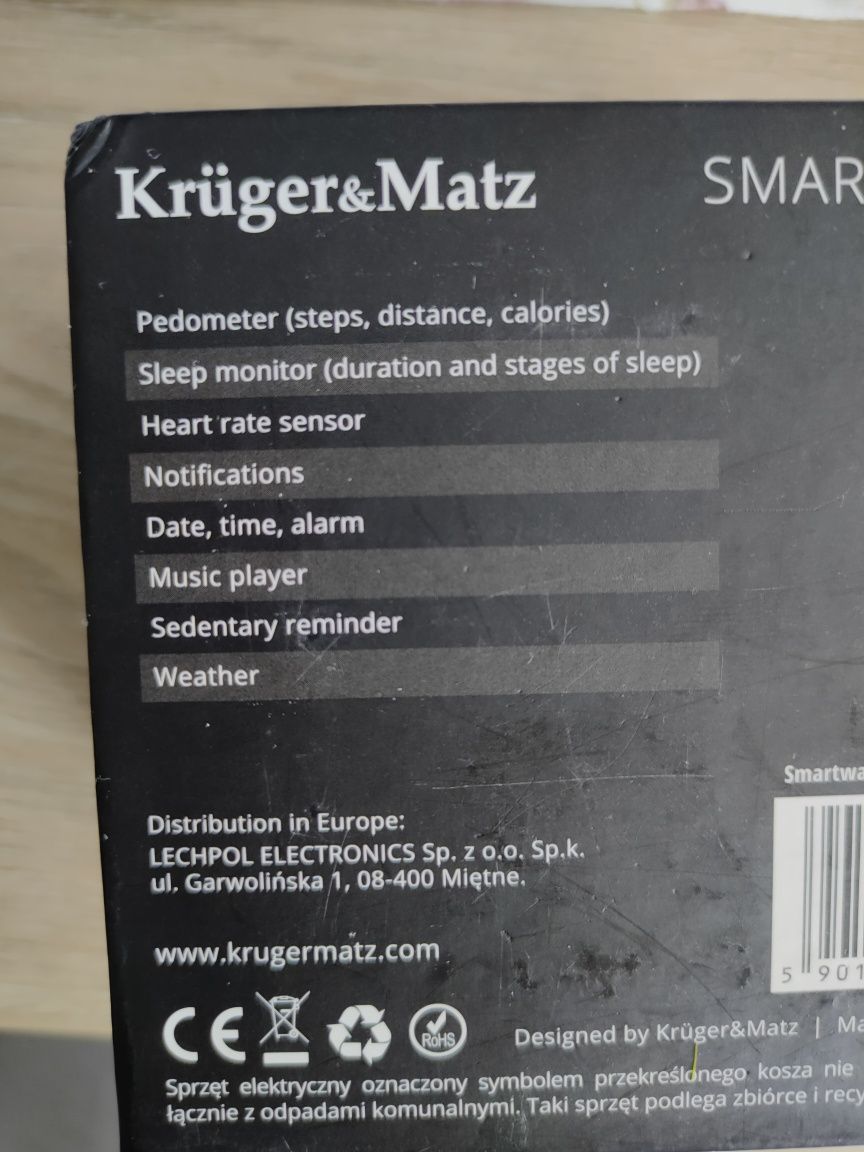 Krüger&Matz
SMAR
Pedometer (steps, distance, calories)
Sleep monitor (duration and stages of sleep)
Heart rate sensor
Notifications
Date, time, alarm
Music player
Sedentary reminder
Weather
Smartwa
Distribution in Europe:
LECHPOL ELECTRONICS Sp. z o.o. Sp.k.
ul. Garwolińska 1, 08-400 Miętne.
www.krugermatz.com
5 901
CE
RoHS
Designed by Krüger&Matz | Ma
Sprzęt elektryczny oznaczony symbolem przekreślonego kosza nie
łącznie z odpadami komunalnymi. Taki sprzęt podlega zbiórce i recy